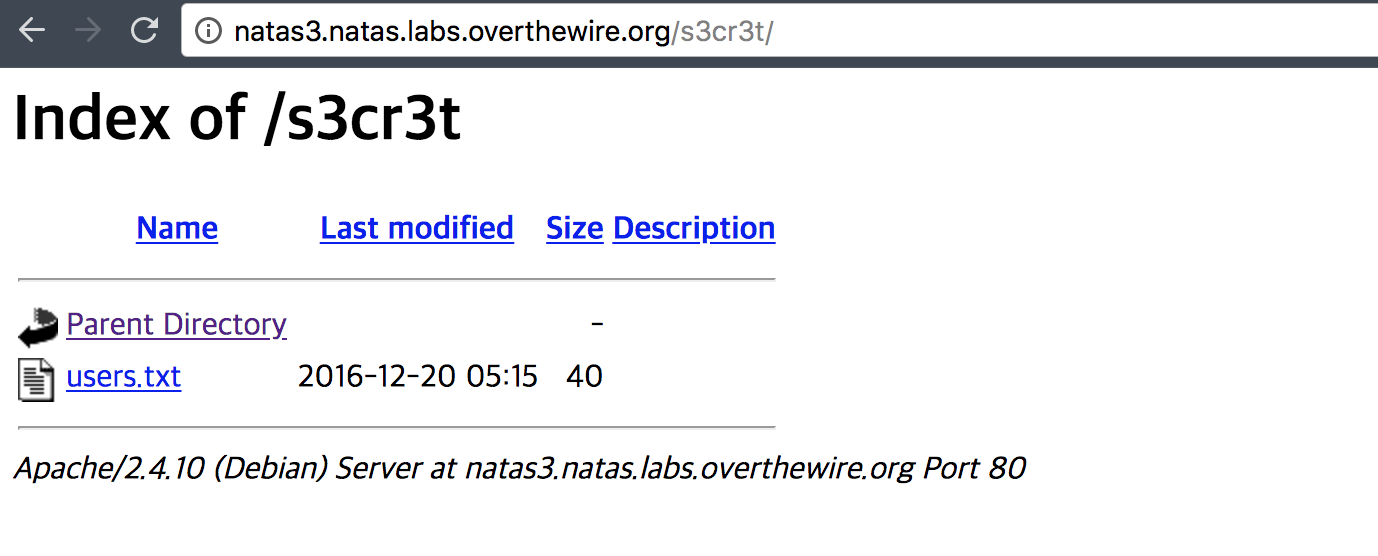 natas3.natas.labs.overthewire.org/s3cr3t/
Index of /s3cr3t
Name Last modified Size Description
Parent Directory -
users.txt 2016-12-20 05:15 40
Apache/2.4.10 (Debian) Server at natas3.natas.labs.overthewire.org Port 80